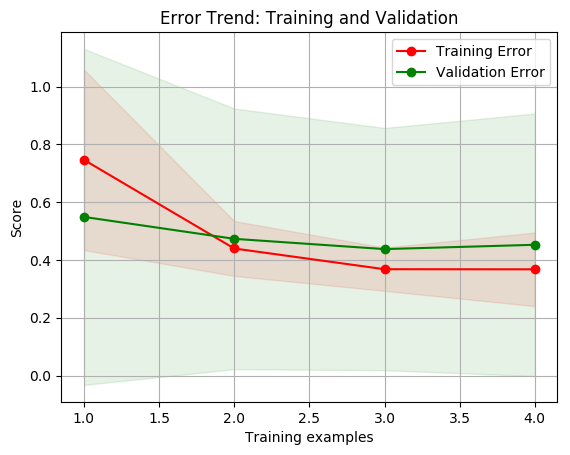 Error Trend: Training and Validation
Training Error
Validation Error
Score
1.0
0.8
0.6
0.4
0.2
0.0
1.0 1.5 2.0 2.5 3.0 3.5 4.0
Training examples